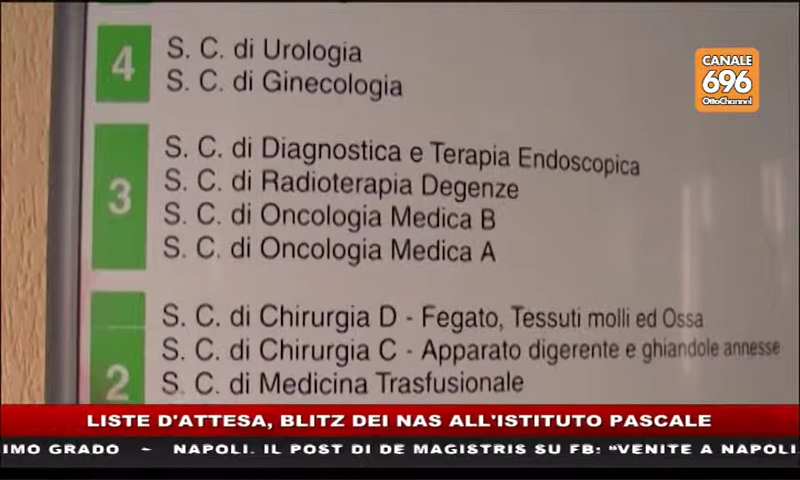 4
S. C. di Urologia
S. C. di Ginecologia
CANALE
696
OttoChannel
3
S. C. di Diagnostica e Terapia Endoscopica
S. C. di Radioterapia Degenze
S. C. di Oncologia Medica B
S. C. di Oncologia Medica A
2
S. C. di Chirurgia D - Fegato, Tessuti molli ed Ossa
S. C. di Chirurgia C - Apparato digerente e ghiandole annesse
S. C. di Medicina Trasfusionale
LISTE D'ATTESA, BLITZ DEI NAS ALL'ISTITUTO PASCALE
IMO GRADO ~ NAPOLI. IL POST DI DE MAGISTRIS SU FB: “VENITE A NAPOLI.